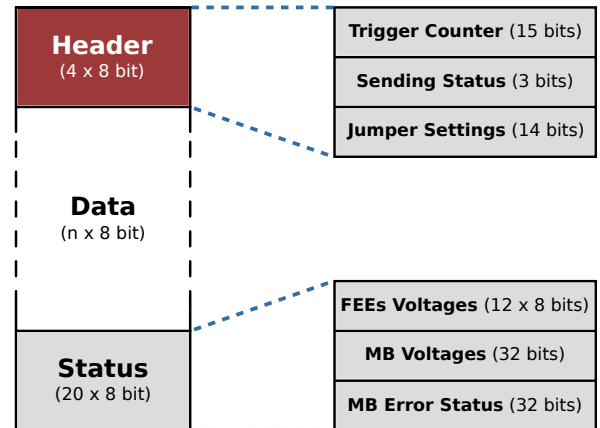 Header
(4 x 8 bit)
Data
(n x 8 bit)
Status
(20 x 8 bit)
Trigger Counter (15 bits)
Sending Status (3 bits)
Jumper Settings (14 bits)
FEEs Voltages (12 x 8 bits)
MB Voltages (32 bits)
MB Error Status (32 bits)